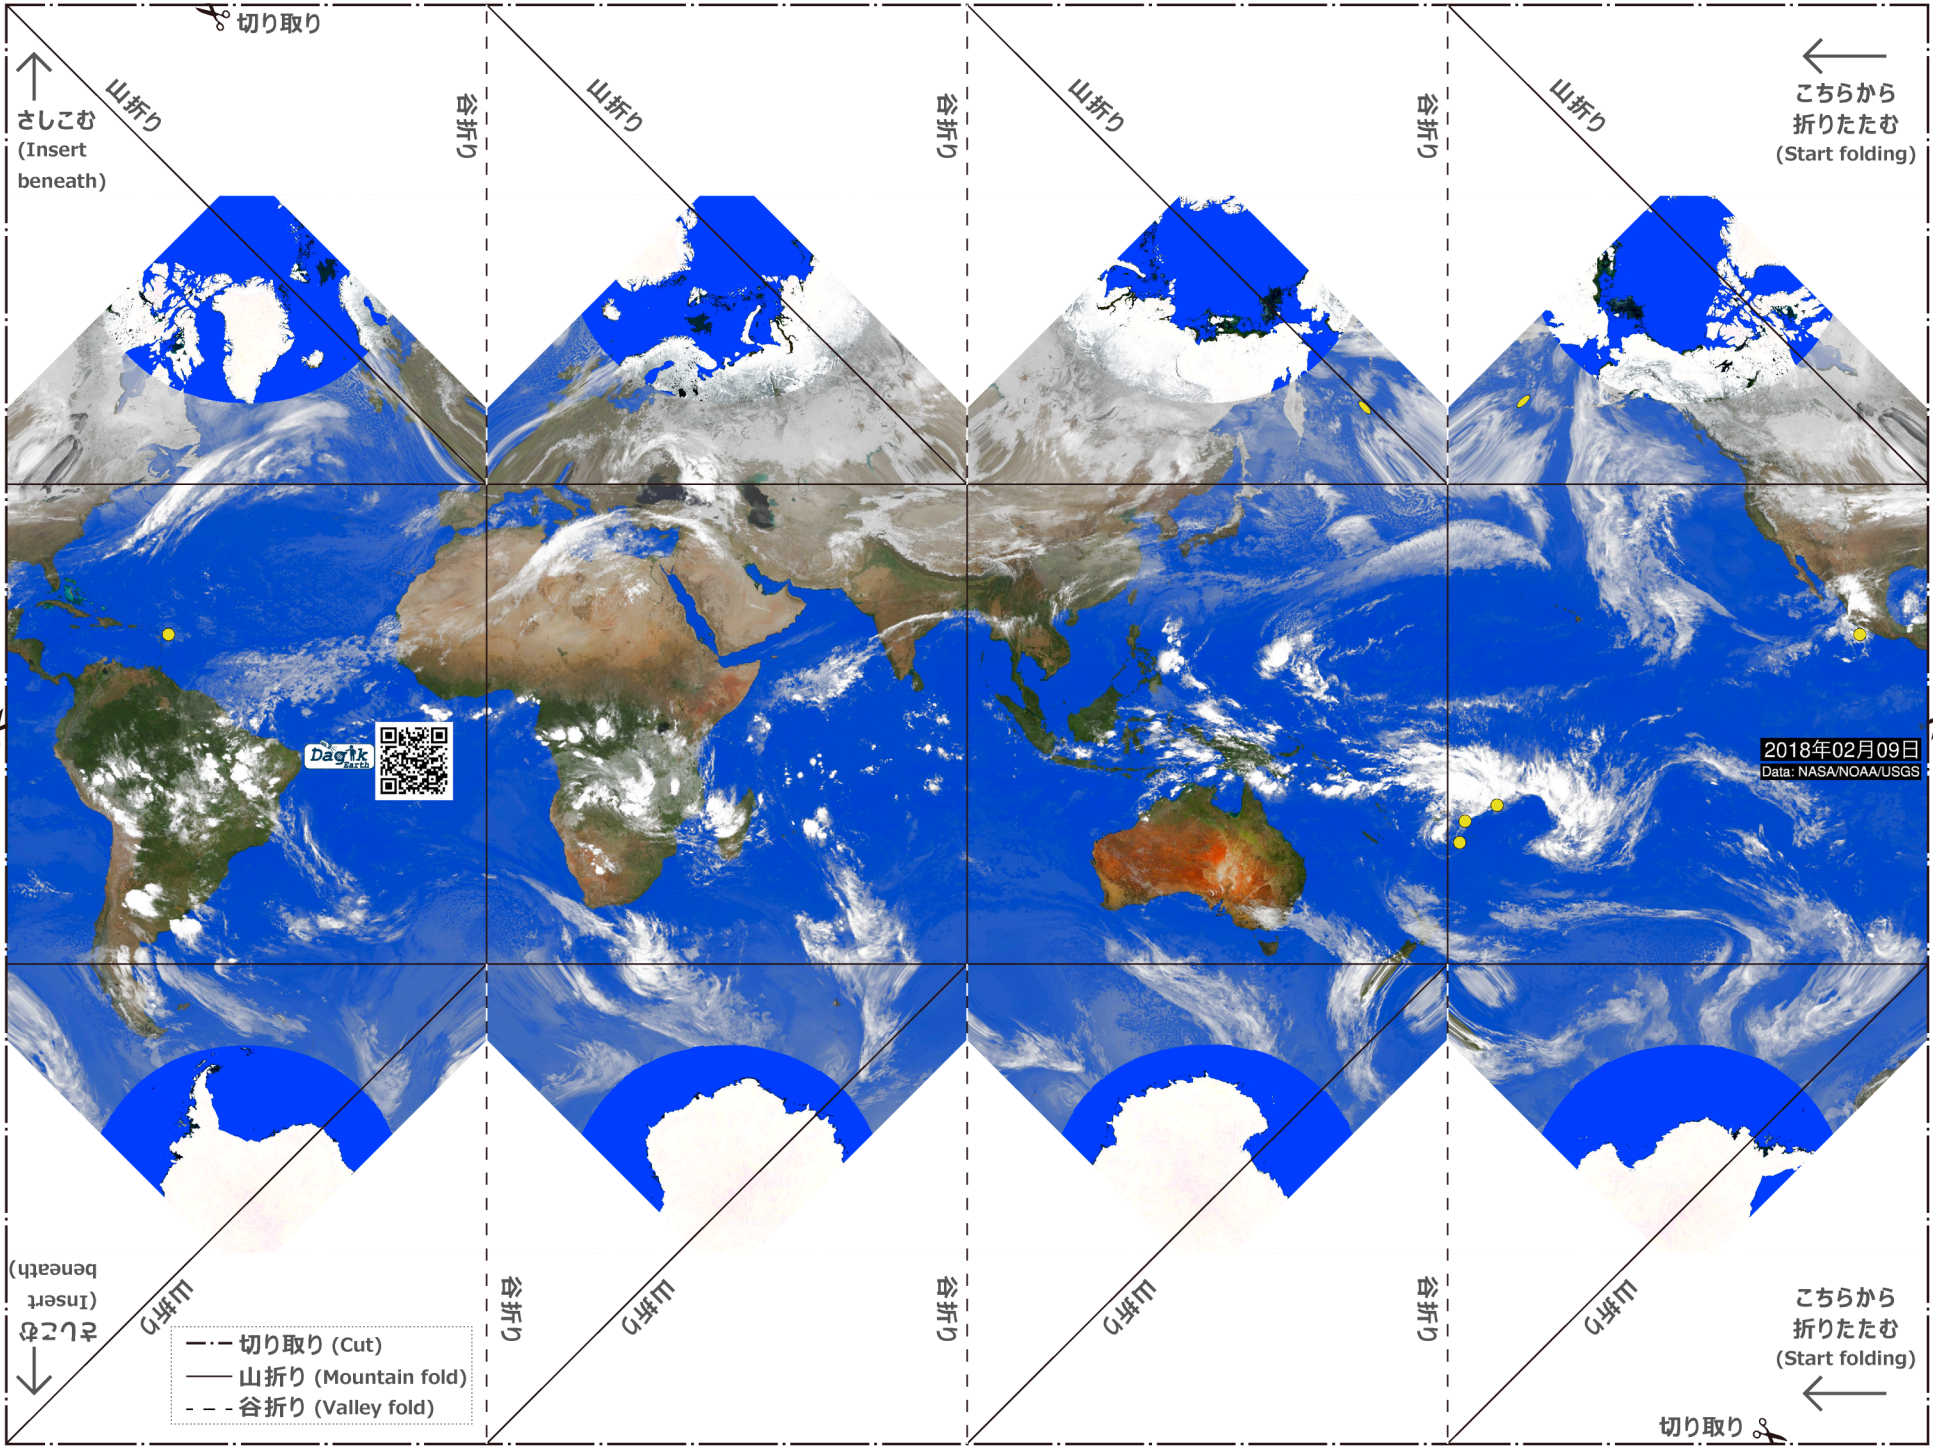 切り取り
山折り
谷折り
山折り
谷折り
山折り
谷折り
山折り
さしこむ
(Insert
beneath)
こちらから
折りたたむ
(Start folding)
Dagik
Earth
2018年02月09日
Data: NASA/NOAA/USGS
さしこむ
(Insert
beneath)
山折り
谷折り
山折り
谷折り
山折り
谷折り
山折り
こちらから
折りたたむ
(Start folding)
切り取り (Cut)
山折り (Mountain fold)
谷折り (Valley fold)
切り取り